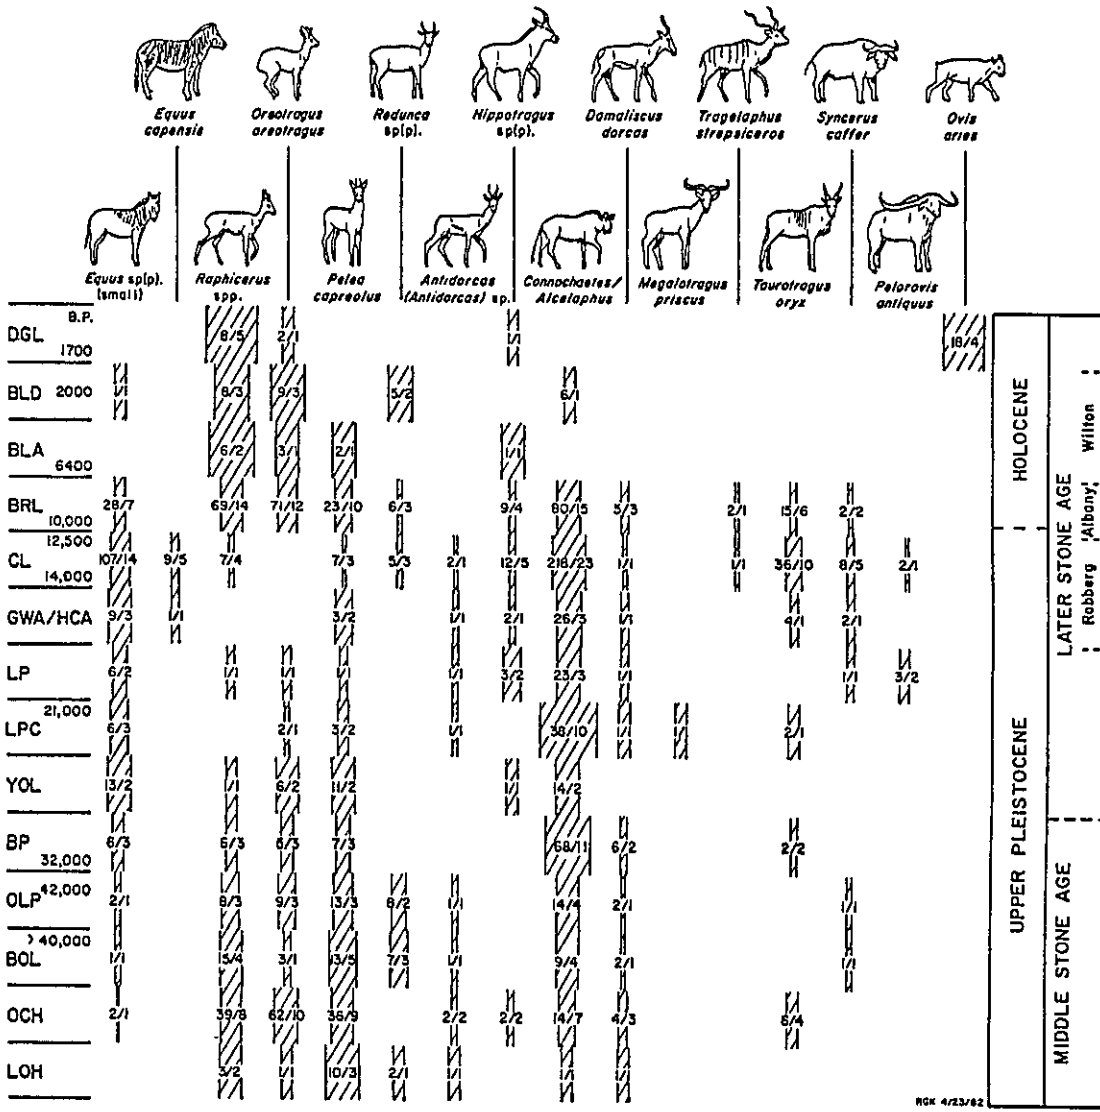 Equus
capensis
Oreotragus
oreotragus
Redunca
sp(p).
Hippotragus
sp(p).
Damaliscus
dorcas
Tragelaphus
strepsiceros
Syncerus
caffer
Ovis
aries
Equus sp(p).
(small)
Raphicerus
spp.
Pelea
capreolus
Antidorcas
(Antidorcas) sp.
Connochaetes/
Alcelaphus
Megalotragus
priscus
Taurotragus
oryx
Pelorovis
antiquus
B.P.
DGL 8/5 2/1 1/1 18/4
1700
BLD 2000 1/1 8/3 9/3 5/2 6/1
BLA 6/2 3/1 2/1 1/1
6400
BRL 28/7 69/14 71/12 23/10 6/3 9/4 80/15 5/3 2/1 15/6 2/2
10,000
12,500
CL 107/14 9/5 7/4 7/3 5/3 2/1 12/5 218/23 1/1 1/1 36/10 8/5 2/1
14,000
GWA/HCA 9/3 1/1 3/2 1/1 2/1 26/3 1/1 4/1 2/1
LP 6/2 1/1 1/1 1/1 1/1 3/2 23/3 1/1 1/1 3/2
21,000
LPC 6/3 2/1 3/2 1/1 38/10 1/1 1/1 2/1
YOL 13/2 1/1 6/2 11/2 1/1 14/2
BP 6/3 6/3 6/3 7/3 68/11 6/2 2/2
32,000
42,000
OLP 2/1 8/3 9/3 13/3 8/2 1/1 14/4 2/1 1/1
>40,000
BOL 1/1 15/4 3/1 13/5 7/3 1/1 9/4 2/1 1/1
OCH 2/1 39/8 62/10 36/9 2/2 2/2 14/7 4/3 6/4
LOH 3/2 1/1 10/3 2/1 1/1 1/1 1/1
HOLOCENE
UPPER PLEISTOCENE
LATER STONE AGE
MIDDLE STONE AGE
Wilton
'Albany'
Robberg
RGK 4/23/82